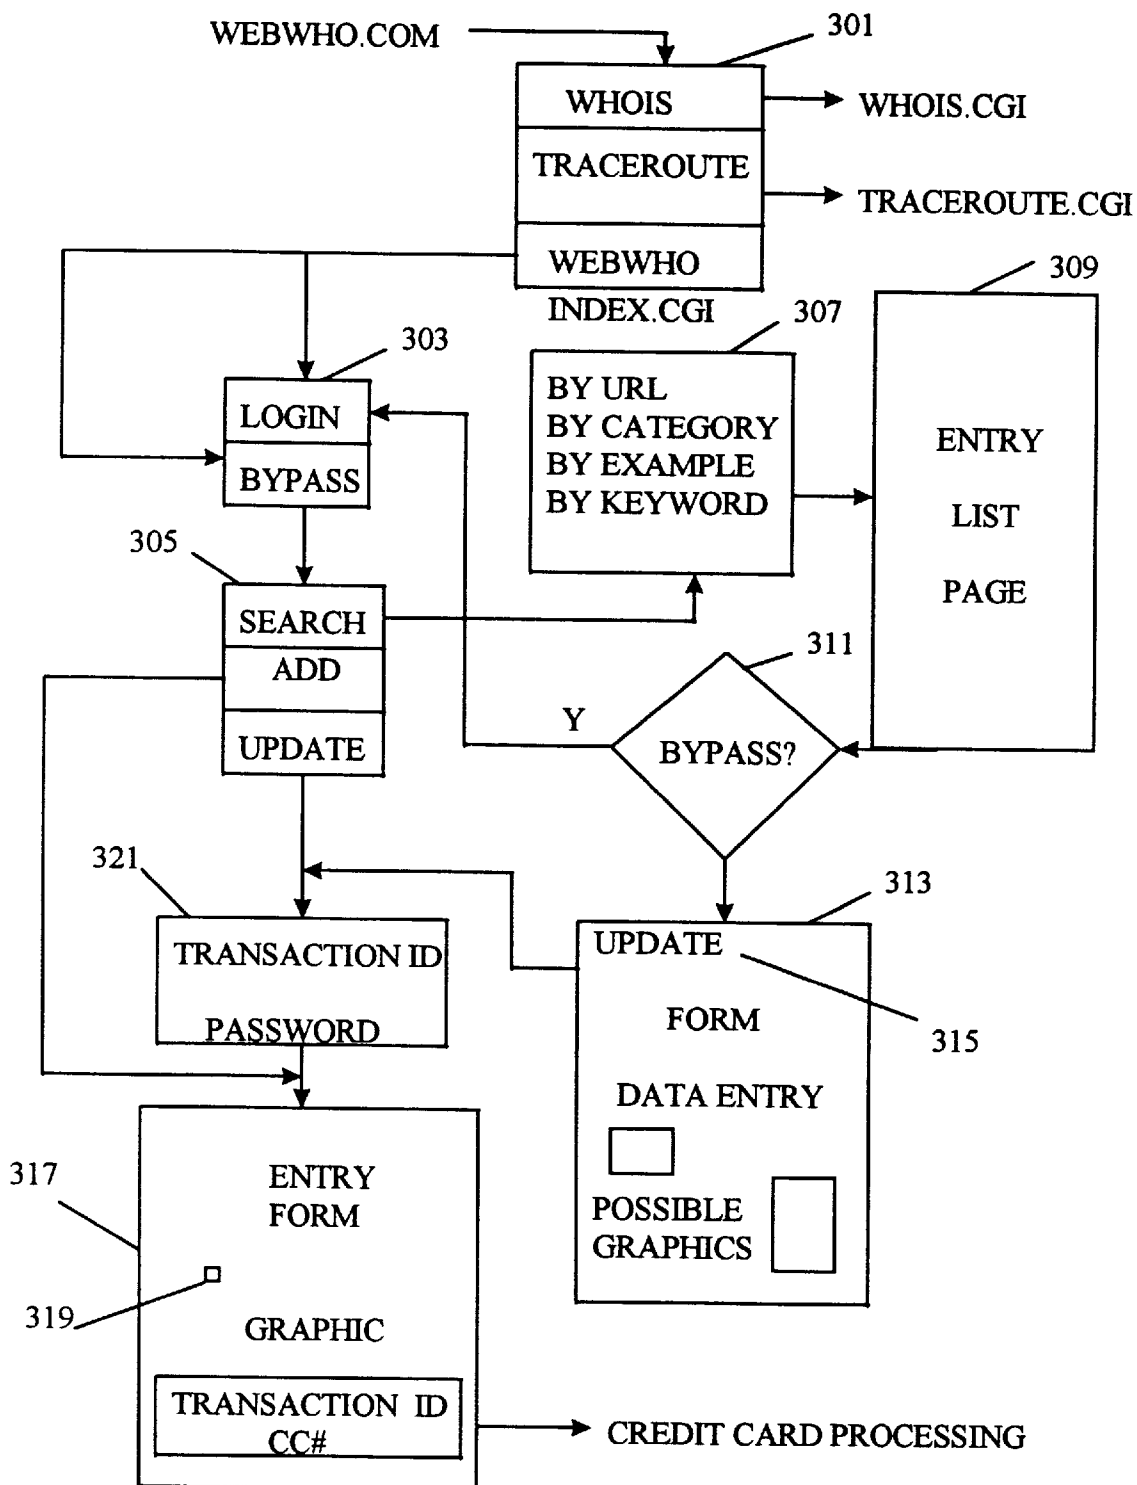 WEBWHO.COM
301
WHOIS
WHOIS.CGI
TRACEROUTE
TRACEROUTE.CGI
WEBWHO
INDEX.CGI
309
307
303
BY URL
BY CATEGORY
BY EXAMPLE
BY KEYWORD
LOGIN
BYPASS
ENTRY
LIST
PAGE
305
SEARCH
ADD
UPDATE
311
Y
BYPASS?
321
TRANSACTION ID
PASSWORD
313
UPDATE
315
FORM
DATA ENTRY
POSSIBLE
GRAPHICS
317
ENTRY
FORM
319
GRAPHIC
TRANSACTION ID
CC#
CREDIT CARD PROCESSING